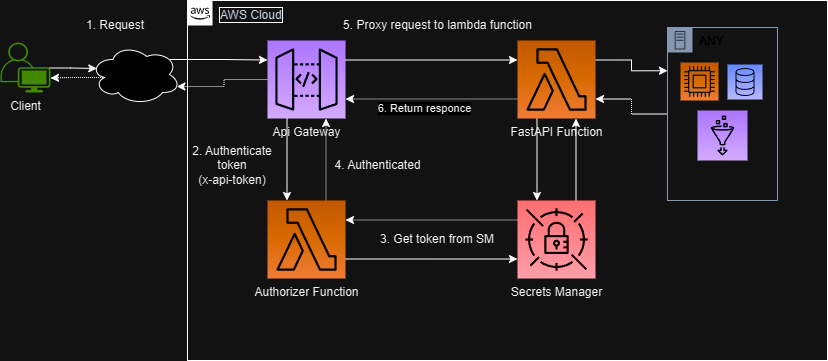 1. Request
aws
AWS Cloud
5. Proxy request to lambda function
ANY
Client
Api Gateway
6. Return responce
FastAPI Function
2. Authenticate
token
(x-api-token)
4. Authenticated
3. Get token from SM
Authorizer Function
Secrets Manager